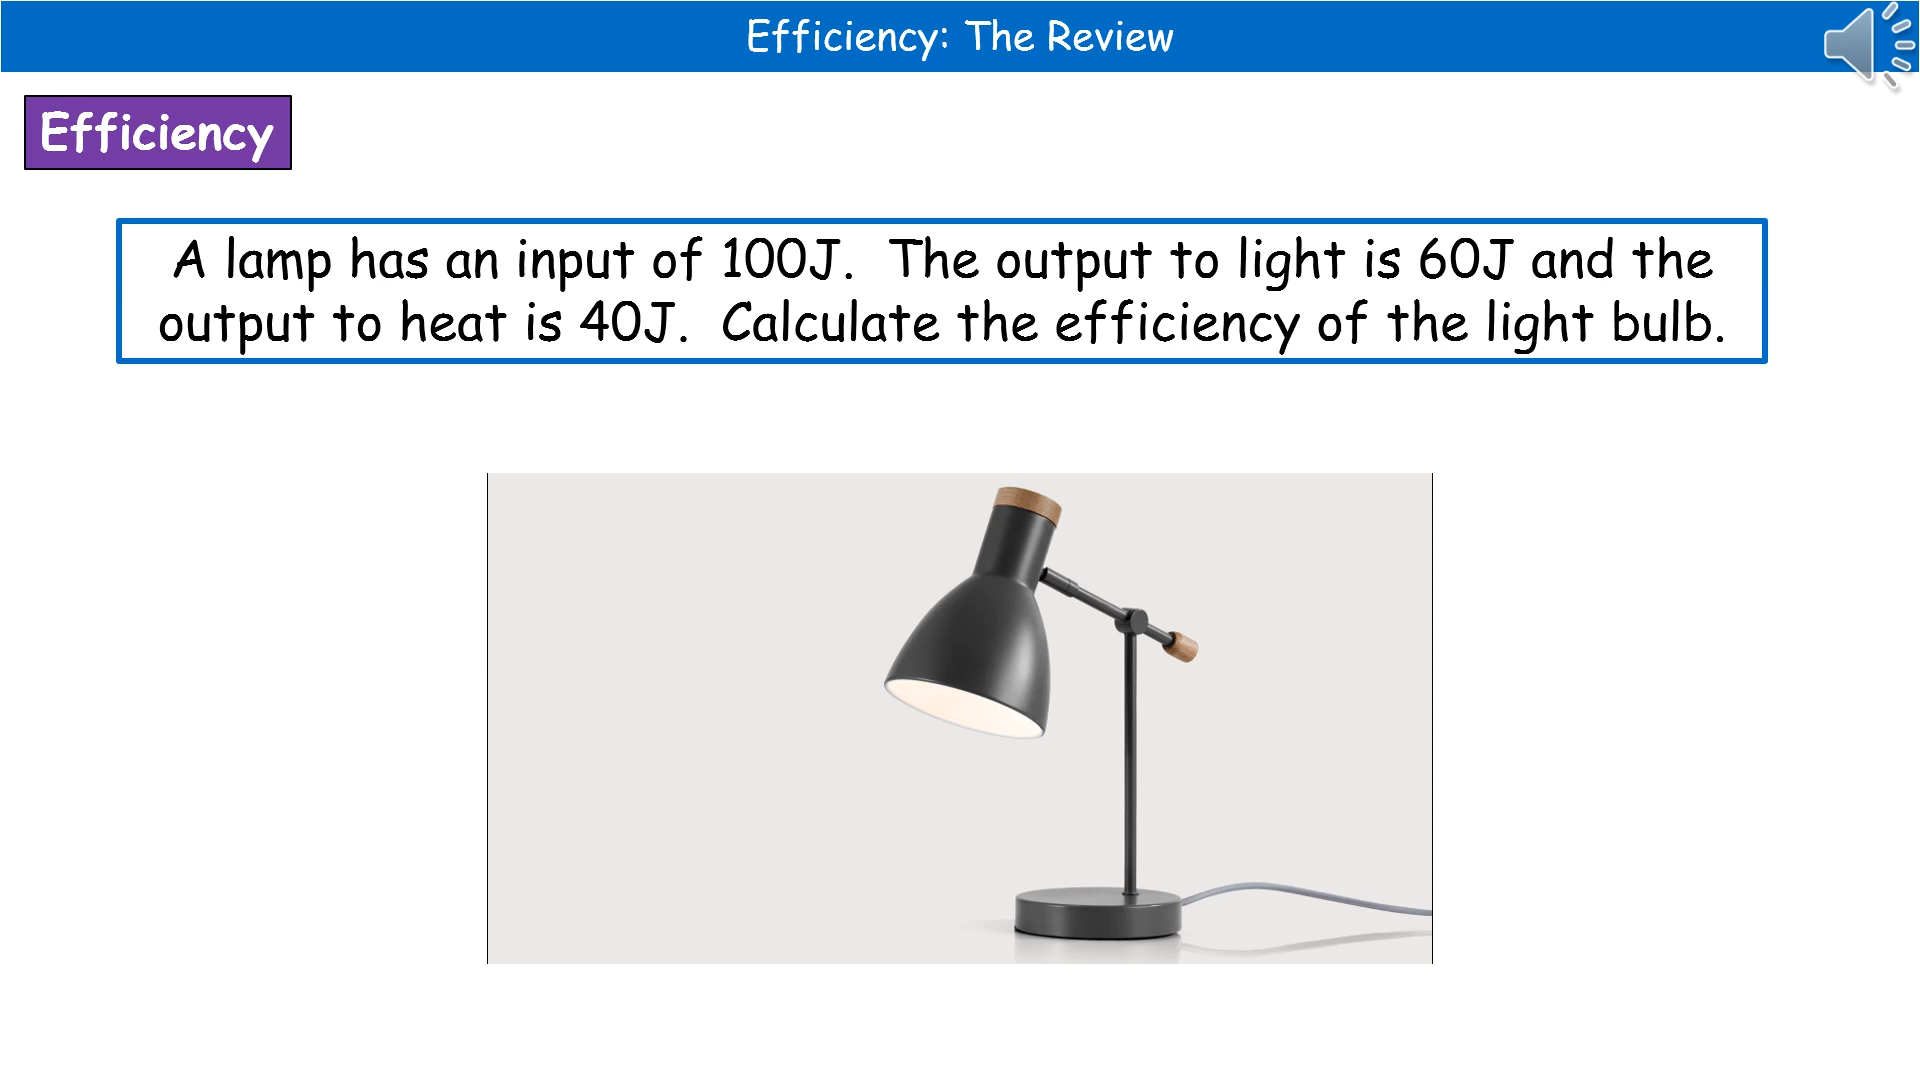 Efficiency: The Review
Efficiency
A lamp has an input of 100J.  The output to light is 60J and the
output to heat is 40J.  Calculate the efficiency of the light bulb.